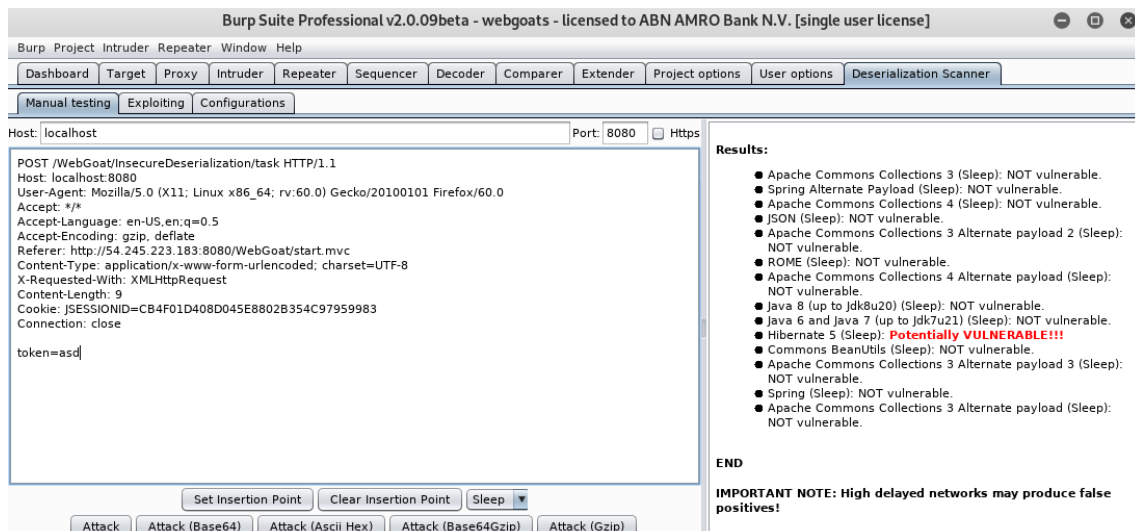 Burp Suite Professional v2.0.09beta - webgoats - licensed to ABN AMRO Bank N.V. [single user license]
Burp Project Intruder Repeater Window Help
Dashboard Target Proxy Intruder Repeater Sequencer Decoder Comparer Extender Project options User options Deserialization Scanner
Manual testing Exploiting Configurations
Host: localhost Port: 8080 Https
POST /WebGoat/InsecureDeserialization/task HTTP/1.1
Host: localhost:8080
User-Agent: Mozilla/5.0 (X11; Linux x86_64; rv:60.0) Gecko/20100101 Firefox/60.0
Accept: */*
Accept-Language: en-US,en;q=0.5
Accept-Encoding: gzip, deflate
Referer: http://54.245.223.183:8080/WebGoat/start.mvc
Content-Type: application/x-www-form-urlencoded; charset=UTF-8
X-Requested-With: XMLHttpRequest
Content-Length: 9
Cookie: JSESSIONID=CB4F01D408D045E8802B354C97959983
Connection: close
token=asd
Set Insertion Point Clear Insertion Point Sleep
Attack Attack (Base64) Attack (Ascii Hex) Attack (Base64Gzip) Attack (Gzip)
Results:
Apache Commons Collections 3 (Sleep): NOT vulnerable.
Spring Alternate Payload (Sleep): NOT vulnerable.
Apache Commons Collections 4 (Sleep): NOT vulnerable.
JSON (Sleep): NOT vulnerable.
Apache Commons Collections 3 Alternate payload 2 (Sleep):
NOT vulnerable.
ROME (Sleep): NOT vulnerable.
Apache Commons Collections 4 Alternate payload (Sleep):
NOT vulnerable.
Java 8 (up to Jdk8u20) (Sleep): NOT vulnerable.
Java 6 and Java 7 (up to Jdk7u21) (Sleep): NOT vulnerable.
Hibernate 5 (Sleep): Potentially VULNERABLE!!!
Commons BeanUtils (Sleep): NOT vulnerable.
Apache Commons Collections 3 Alternate payload 3 (Sleep):
NOT vulnerable.
Spring (Sleep): NOT vulnerable.
Apache Commons Collections 3 Alternate payload (Sleep):
NOT vulnerable.
END
IMPORTANT NOTE: High delayed networks may produce false
positives!